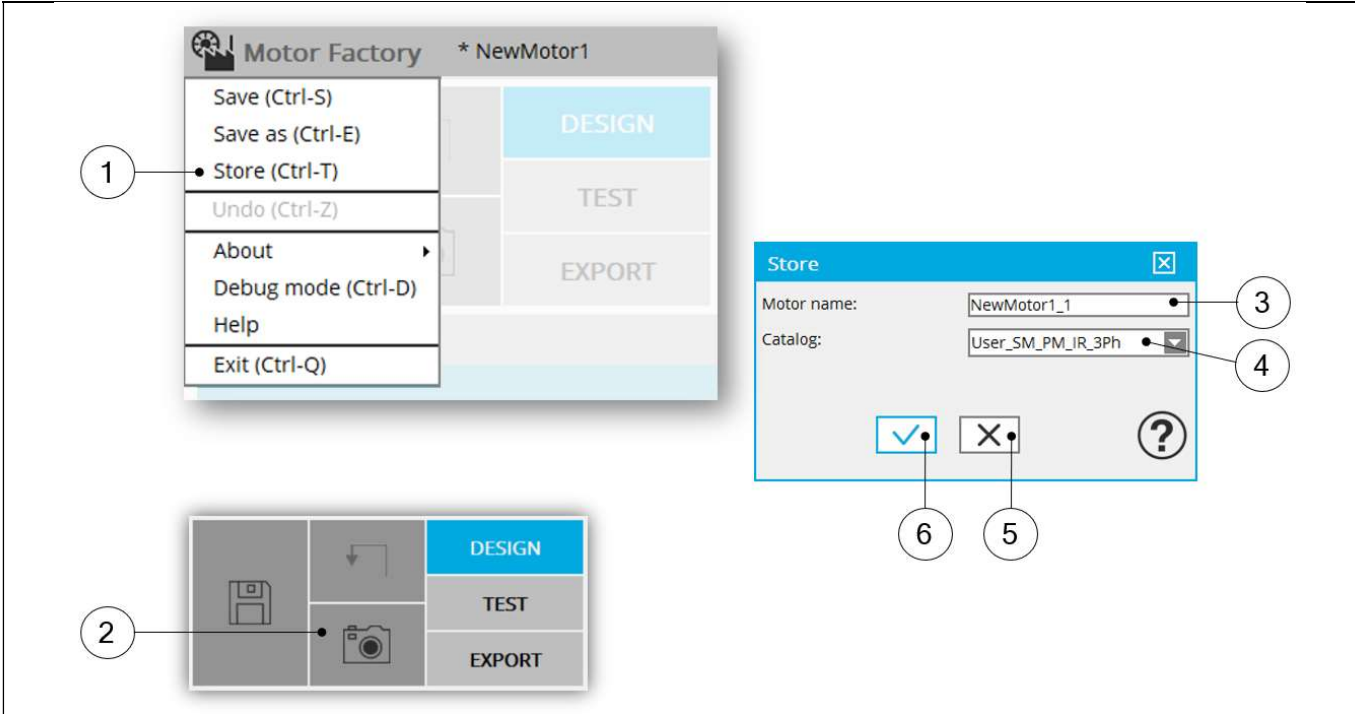 Motor Factory * NewMotor1
Save (Ctrl-S)
Save as (Ctrl-E)
Store (Ctrl-T)
Undo (Ctrl-Z)
About
Debug mode (Ctrl-D)
Help
Exit (Ctrl-Q)
DESIGN
TEST
EXPORT
1
Store
Motor name: NewMotor1_1
Catalog: User_SM_PM_IR_3Ph
?
3
4
6
5
DESIGN
TEST
EXPORT
2